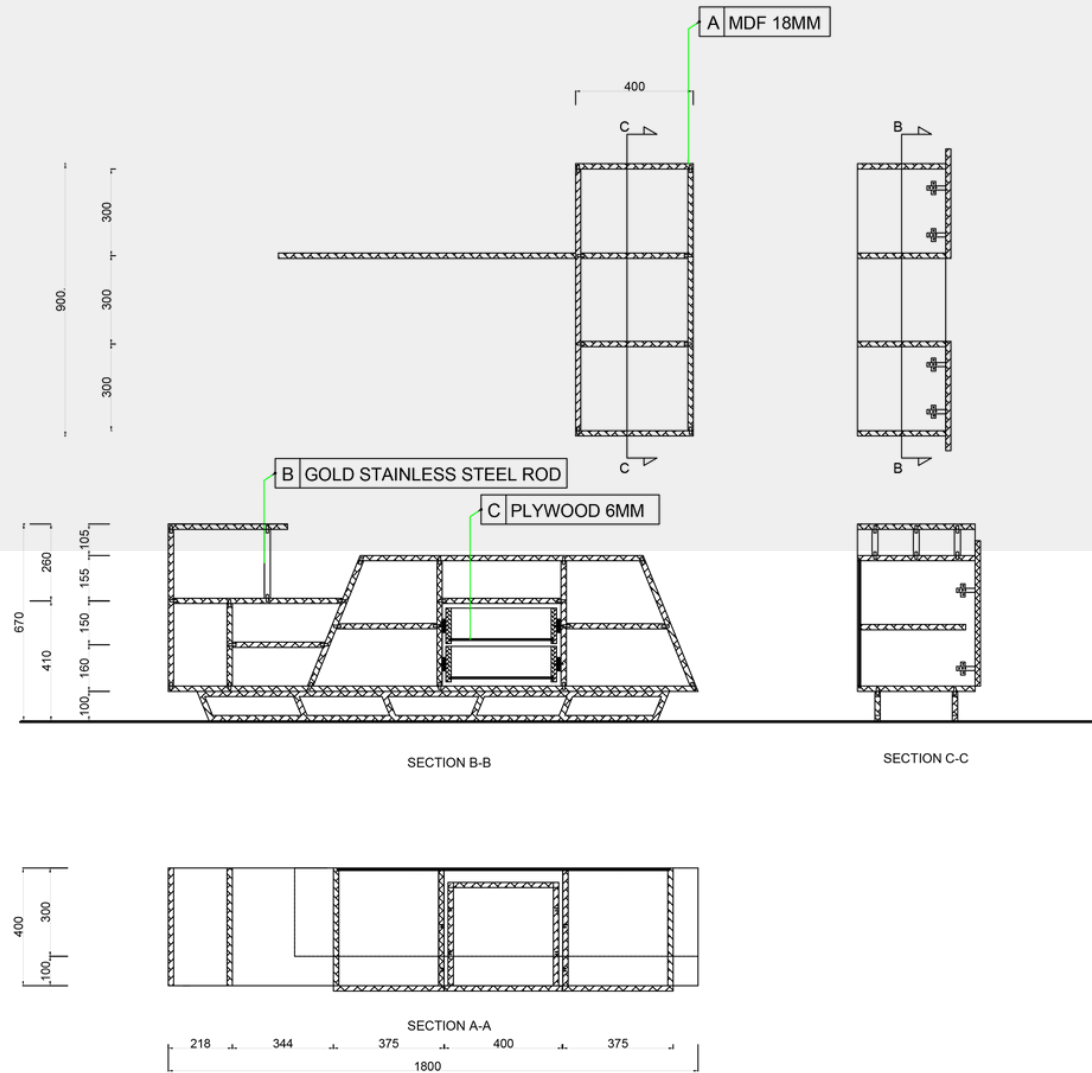 A MDF 18MM
400
C B
300
300
900
300
C B
B GOLD STAINLESS STEEL ROD
C PLYWOOD 6MM
105
260
155
670
150
410
160
100
SECTION B-B
SECTION C-C
400
300
100
SECTION A-A
218 344 375 400 375
1800